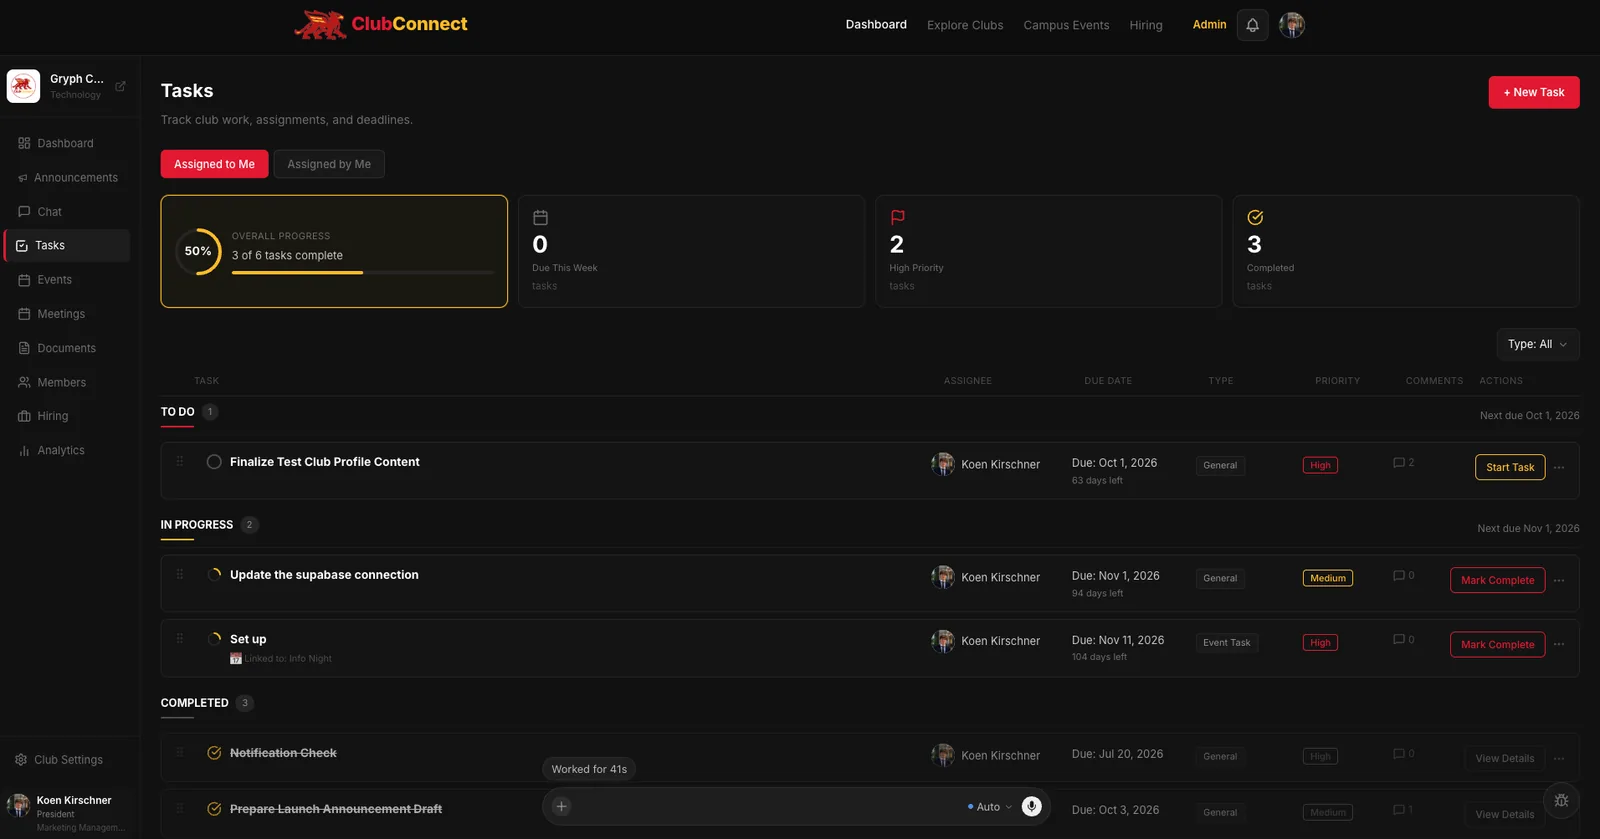 ClubConnect
Dashboard
Explore Clubs
Campus Events
Hiring
Admin
Gryph C...
Technology
Dashboard
Announcements
Chat
Tasks
Events
Meetings
Documents
Members
Hiring
Analytics
Club Settings
Koen Kirschner
President
Marketing Managem...
Tasks
Track club work, assignments, and deadlines.
+ New Task
Assigned to Me
Assigned by Me
50%
OVERALL PROGRESS
3 of 6 tasks complete
0
Due This Week
tasks
2
High Priority
tasks
3
Completed
tasks
Type: All
TASK ASSIGNEE DUE DATE TYPE PRIORITY COMMENTS ACTIONS
TO DO 1
Next due Oct 1, 2026
Finalize Test Club Profile Content Koen Kirschner Due: Oct 1, 2026 General High 2 Start Task ...
63 days left
IN PROGRESS 2
Next due Nov 1, 2026
Update the supabase connection Koen Kirschner Due: Nov 1, 2026 General Medium 0 Mark Complete ...
94 days left
Set up Koen Kirschner Due: Nov 11, 2026 Event Task High 0 Mark Complete ...
Linked to: Info Night 104 days left
COMPLETED 3
Notification Check Koen Kirschner Due: Jul 20, 2026 General High 0 View Details ...
Worked for 41s
Prepare Launch Announcement Draft Due: Oct 3, 2026 General Medium 1 View Details ...
+ Auto